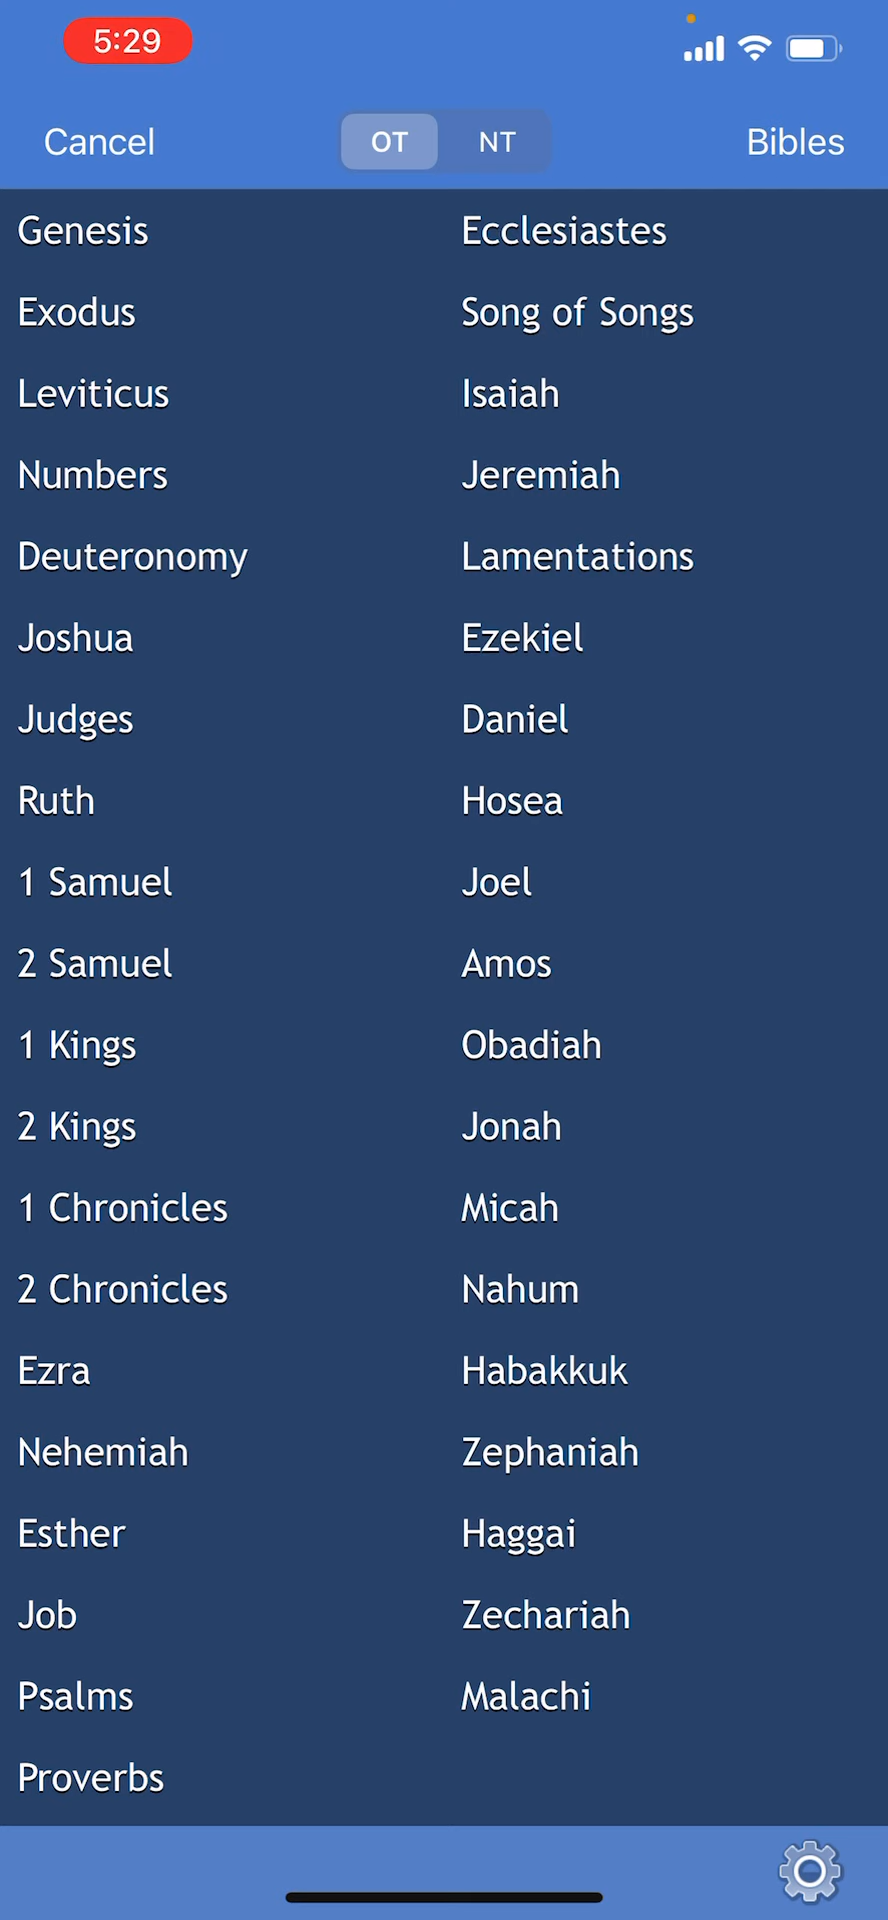 5:29
Cancel OT NT Bibles
Genesis
Exodus
Leviticus
Numbers
Deuteronomy
Joshua
Judges
Ruth
1 Samuel
2 Samuel
1 Kings
2 Kings
1 Chronicles
2 Chronicles
Ezra
Nehemiah
Esther
Job
Psalms
Proverbs
Ecclesiastes
Song of Songs
Isaiah
Jeremiah
Lamentations
Ezekiel
Daniel
Hosea
Joel
Amos
Obadiah
Jonah
Micah
Nahum
Habakkuk
Zephaniah
Haggai
Zechariah
Malachi